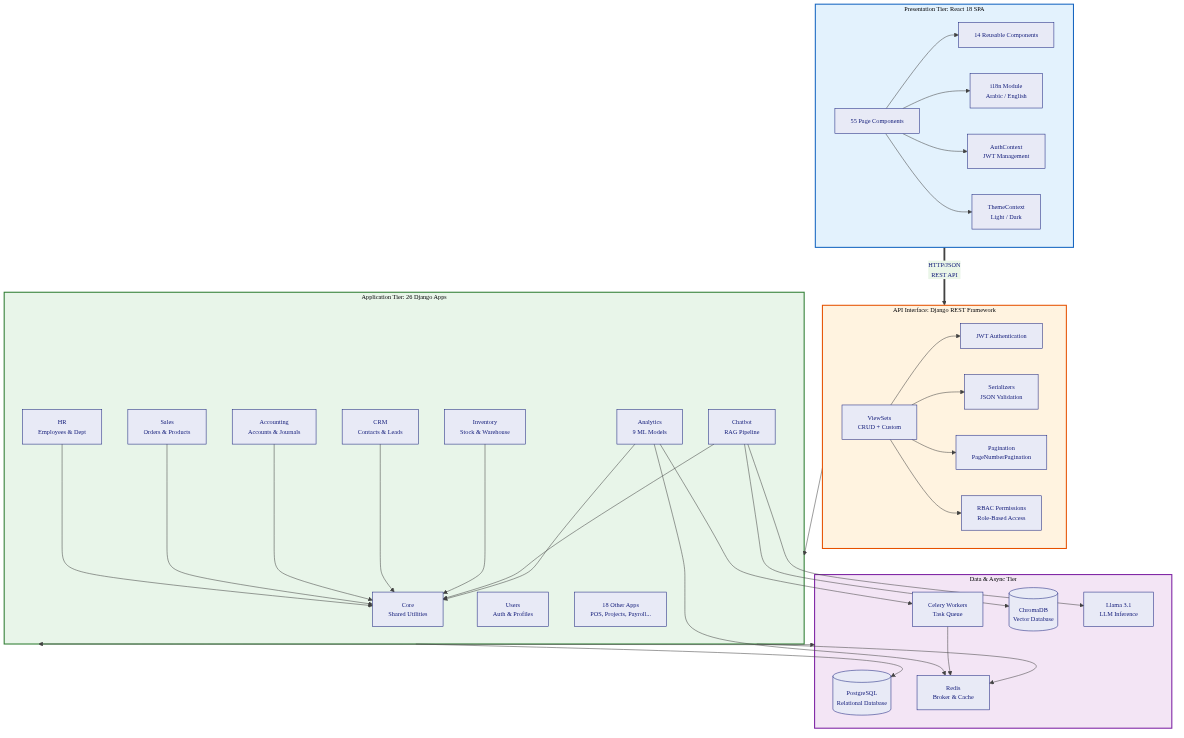 Presentation Tier: React 18 SPA
14 Reusable Components
i18n Module
Arabic / English
55 Page Components
AuthContext
JWT Management
ThemeContext
Light / Dark
HTTP/JSON
REST API
Application Tier: 26 Django Apps
HR
Employees & Dept
Sales
Orders & Products
Accounting
Accounts & Journals
CRM
Contacts & Leads
Inventory
Stock & Warehouse
Analytics
9 ML Models
Chatbot
RAG Pipeline
Core
Shared Utilities
Users
Auth & Profiles
18 Other Apps
POS, Projects, Payroll...
API Interface: Django REST Framework
JWT Authentication
Serializers
JSON Validation
ViewSets
CRUD + Custom
Pagination
PageNumberPagination
RBAC Permissions
Role-Based Access
Data & Async Tier
Celery Workers
Task Queue
ChromaDB
Vector Database
Llama 3.1
LLM Inference
PostgreSQL
Relational Database
Redis
Broker & Cache